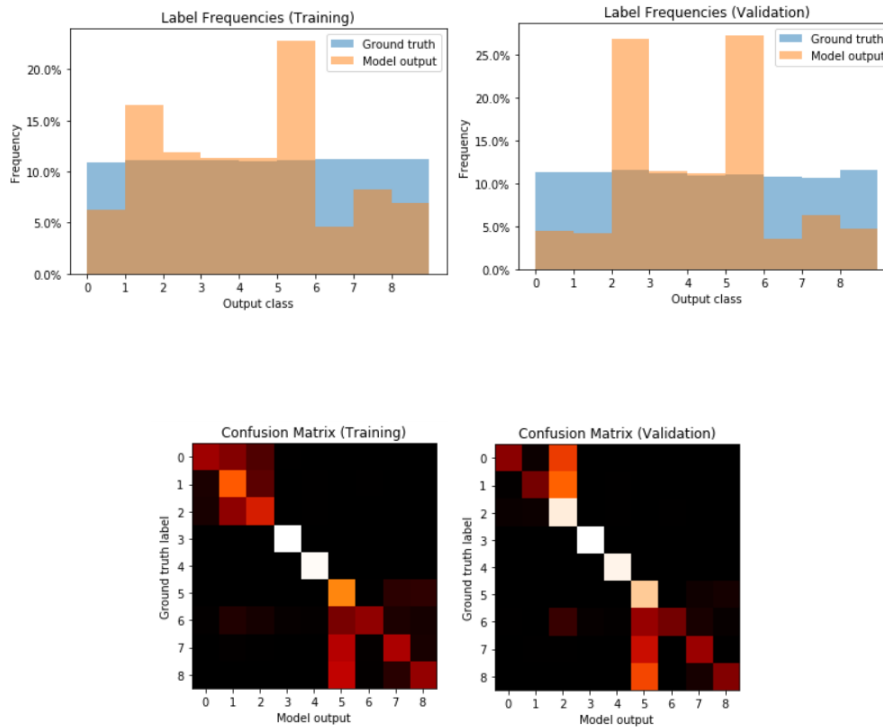 Label Frequencies (Training)
Ground truth
Model output
20.0%
15.0%
10.0%
5.0%
0.0%
Frequency
0 1 2 3 4 5 6 7 8
Output class
Label Frequencies (Validation)
Ground truth
Model output
25.0%
20.0%
15.0%
10.0%
5.0%
0.0%
Frequency
0 1 2 3 4 5 6 7 8
Output class
Confusion Matrix (Training)
0
1
2
3
4
5
6
7
8
Ground truth label
0 1 2 3 4 5 6 7 8
Model output
Confusion Matrix (Validation)
0
1
2
3
4
5
6
7
8
Ground truth label
0 1 2 3 4 5 6 7 8
Model output